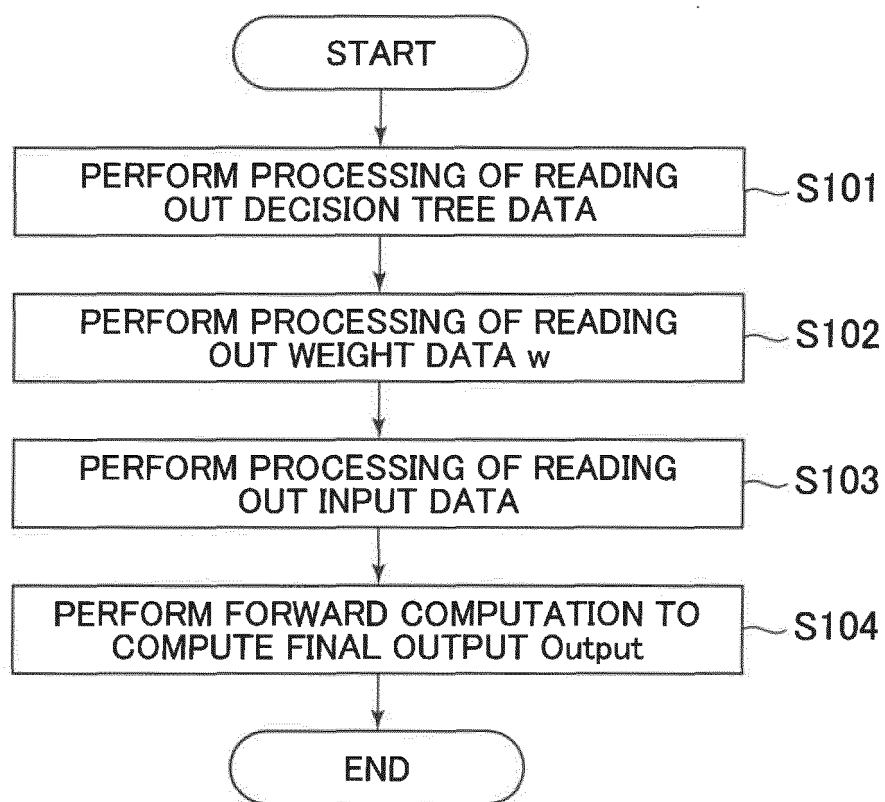 START
PERFORM PROCESSING OF READING
OUT DECISION TREE DATA
S101
PERFORM PROCESSING OF READING
OUT WEIGHT DATA w
S102
PERFORM PROCESSING OF READING
OUT INPUT DATA
S103
PERFORM FORWARD COMPUTATION TO
COMPUTE FINAL OUTPUT Output
S104
END